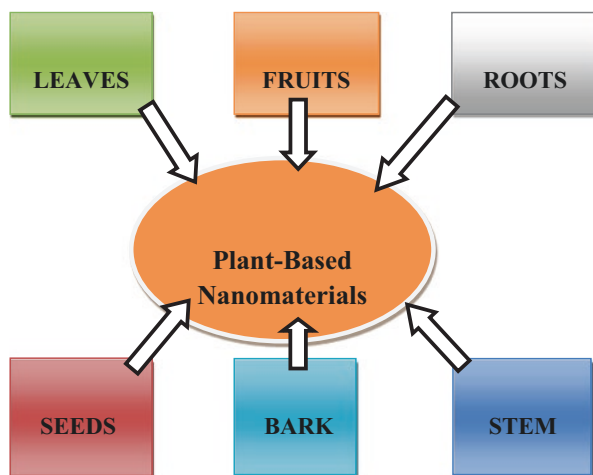 LEAVES
FRUITS
ROOTS
Plant-Based
Nanomaterials
SEEDS
BARK
STEM